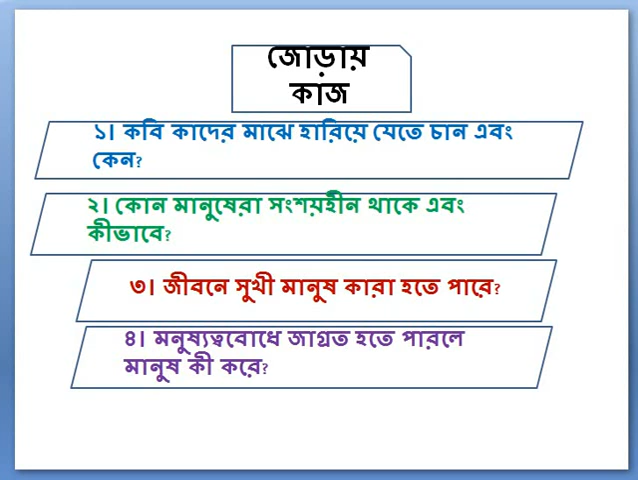 জোড়ায়
কাজ
১। কবি কাদের মাঝে হারিয়ে যেতে চান এবং
কেন?
২। কোন মানুষেরা সংশয়হীন থাকে এবং
কীভাবে?
৩। জীবনে সুখী মানুষ কারা হতে পারে?
৪। মনুষ্যত্ববোধে জাগ্রত হতে পারলে
মানুষ কী করে?